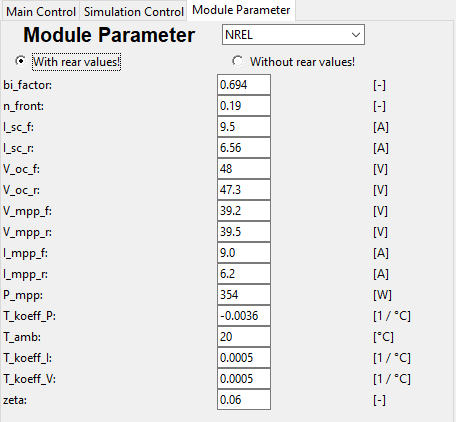 Main Control Simulation Control Module Parameter
Module Parameter NREL
With rear values! Without rear values!
bi_factor: 0.694 [-]
n_front: 0.19 [-]
I_sc_f: 9.5 [A]
I_sc_r: 6.56 [A]
V_oc_f: 48 [V]
V_oc_r: 47.3 [V]
V_mpp_f: 39.2 [V]
V_mpp_r: 39.5 [V]
I_mpp_f: 9.0 [A]
I_mpp_r: 6.2 [A]
P_mpp: 354 [W]
T_koeff_P: -0.0036 [1 / °C]
T_amb: 20 [°C]
T_koeff_I: 0.0005 [1 / °C]
T_koeff_V: 0.0005 [1 / °C]
zeta: 0.06 [-]